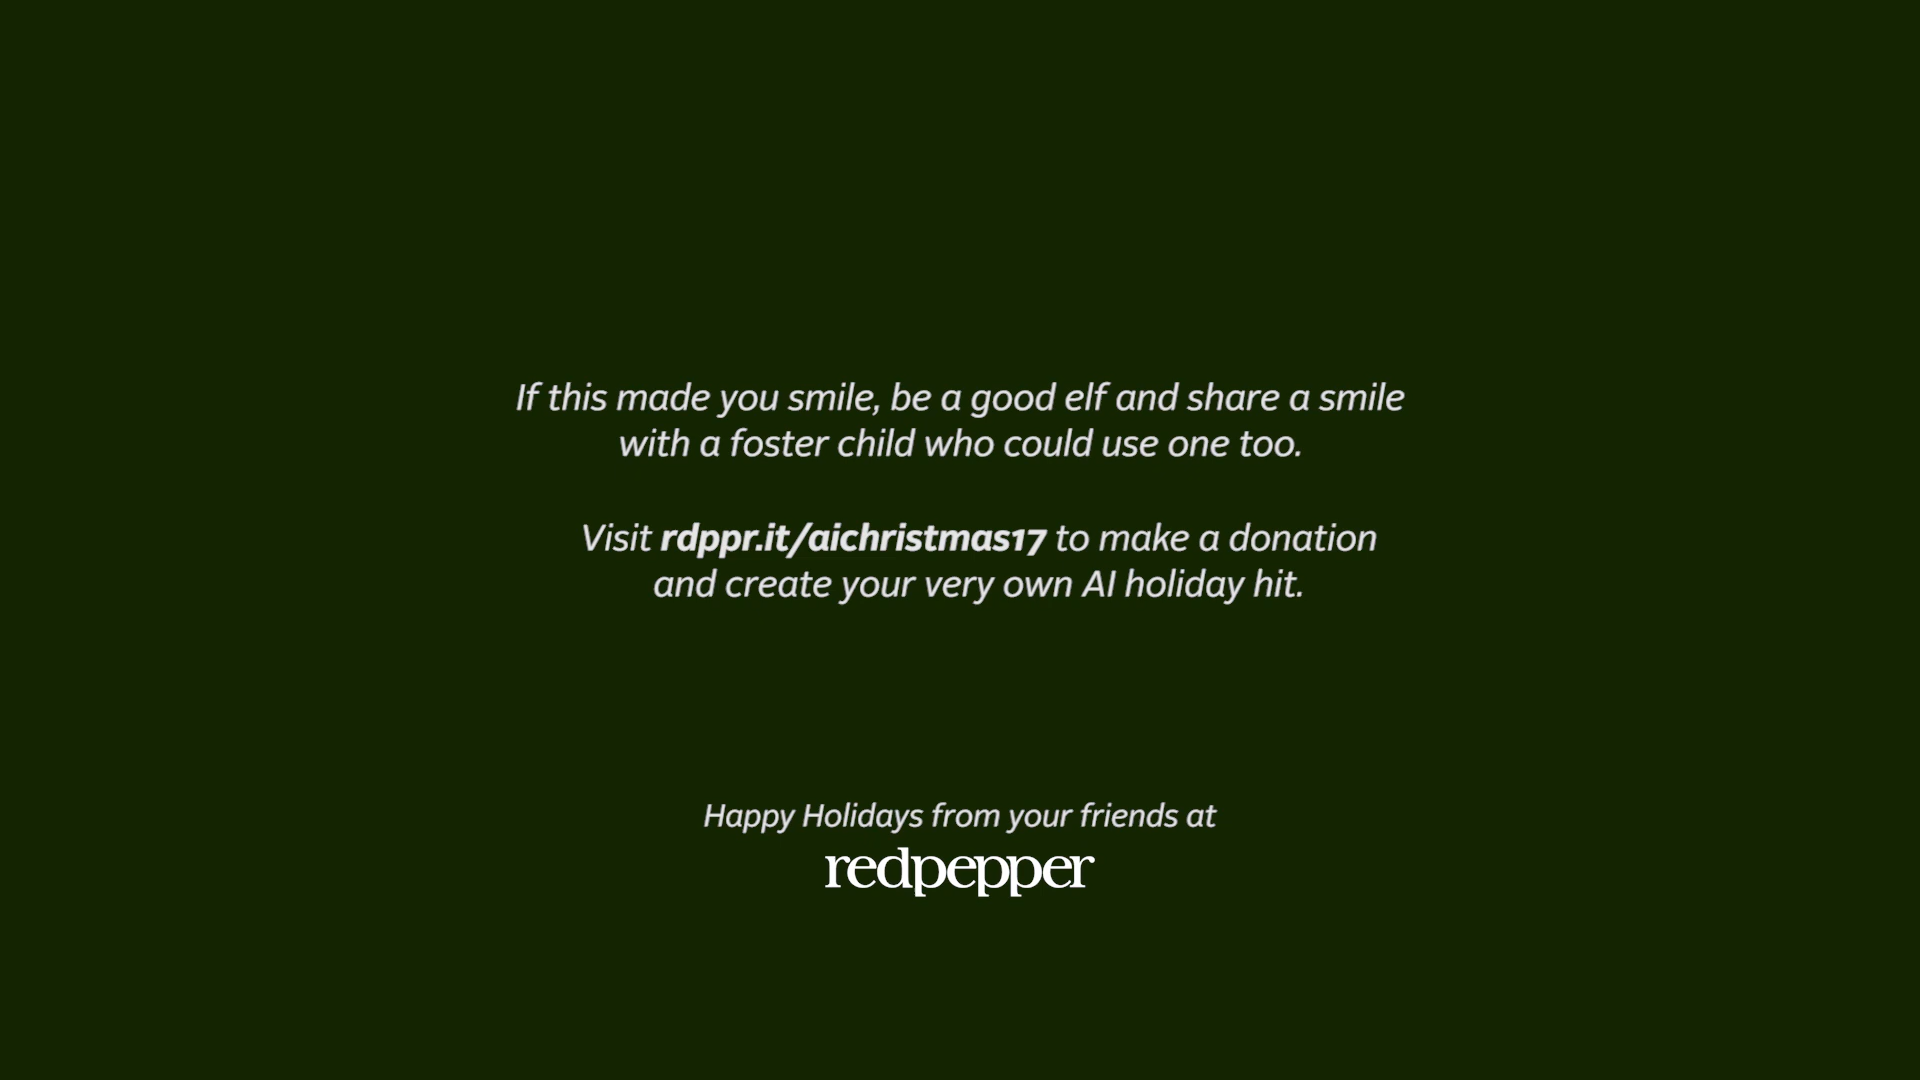 If this made you smile, be a good elf and share a smile
with a foster child who could use one too.
Visit rdppr.it/aichristmas17 to make a donation
and create your very own AI holiday hit.
Happy Holidays from your friends at
redpepper